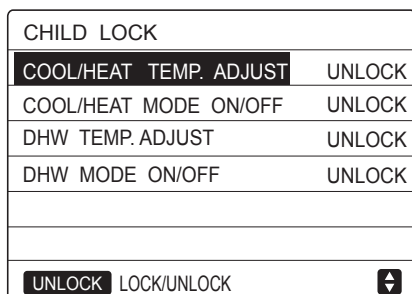 CHILD LOCK
COOL/HEAT TEMP. ADJUST UNLOCK
COOL/HEAT MODE ON/OFF UNLOCK
DHW TEMP. ADJUST UNLOCK
DHW MODE ON/OFF UNLOCK
UNLOCK LOCK/UNLOCK